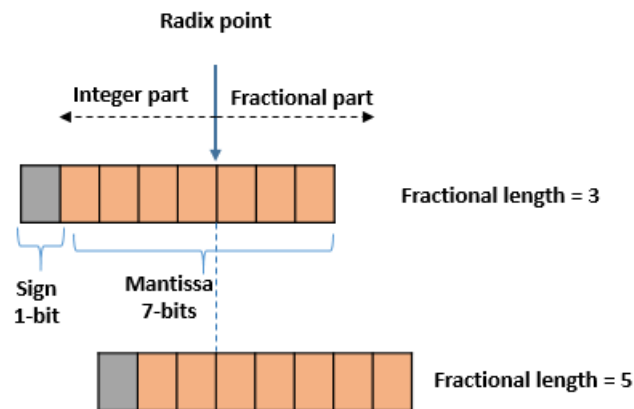 Radix point
Integer part
Fractional part
Fractional length = 3
Sign
1-bit
Mantissa
7-bits
Fractional length = 5